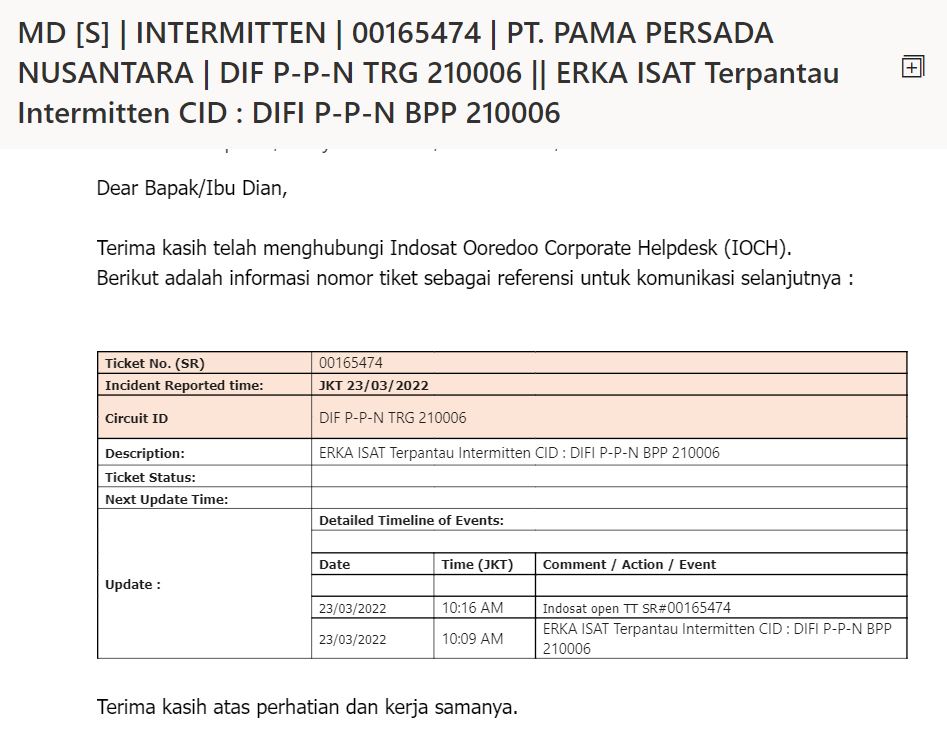 MD [S] | INTERMITTEN | 00165474 | PT. PAMA PERSADA
NUSANTARA | DIF P-P-N TRG 210006 || ERKA ISAT Terpantau
Intermitten CID : DIFI P-P-N BPP 210006
Dear Bapak/Ibu Dian,
Terima kasih telah menghubungi Indosat Ooredoo Corporate Helpdesk (IOCH).
Berikut adalah informasi nomor tiket sebagai referensi untuk komunikasi selanjutnya :
Ticket No. (SR) 00165474
Incident Reported time: JKT 23/03/2022
Circuit ID DIF P-P-N TRG 210006
Description: ERKA ISAT Terpantau Intermitten CID : DIFI P-P-N BPP 210006
Ticket Status:
Next Update Time:
Detailed Timeline of Events:
Date Time (JKT) Comment / Action / Event
Update :
23/03/2022 10:16 AM Indosat open TT SR#00165474
23/03/2022 10:09 AM ERKA ISAT Terpantau Intermitten CID : DIFI P-P-N BPP
210006
Terima kasih atas perhatian dan kerja samanya.